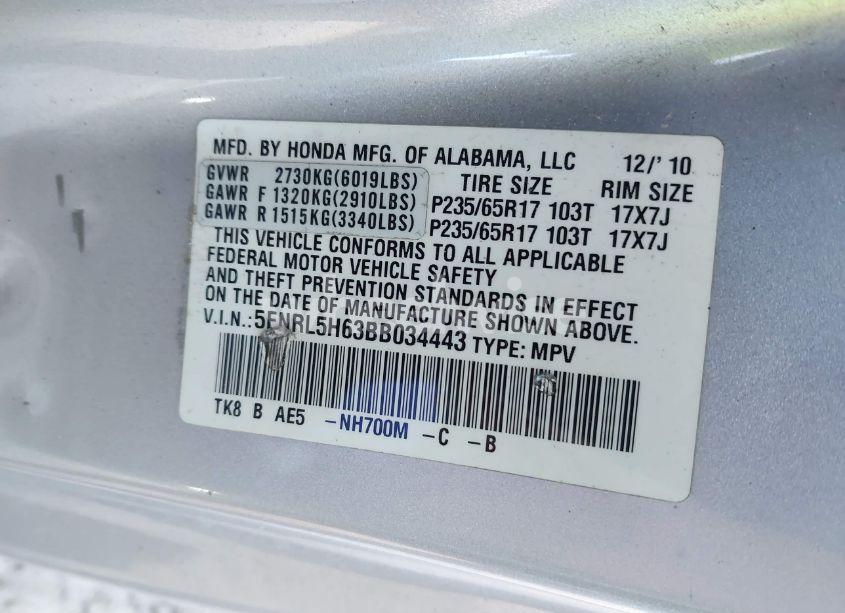 MFD. BY HONDA MFG. OF ALABAMA, LLC 12/' 10
GVWR 2730KG(6019LBS) TIRE SIZE RIM SIZE
GAWR F 1320KG(2910LBS) P235/65R17 103T 17X7J
GAWR R 1515KG(3340LBS) P235/65R17 103T 17X7J
THIS VEHICLE CONFORMS TO ALL APPLICABLE
FEDERAL MOTOR VEHICLE SAFETY
AND THEFT PREVENTION STANDARDS IN EFFECT
ON THE DATE OF MANUFACTURE SHOWN ABOVE.
V.I.N.:5FNRL5H63BB034443 TYPE: MPV
TK8 B AE5 -NH700M -C -B